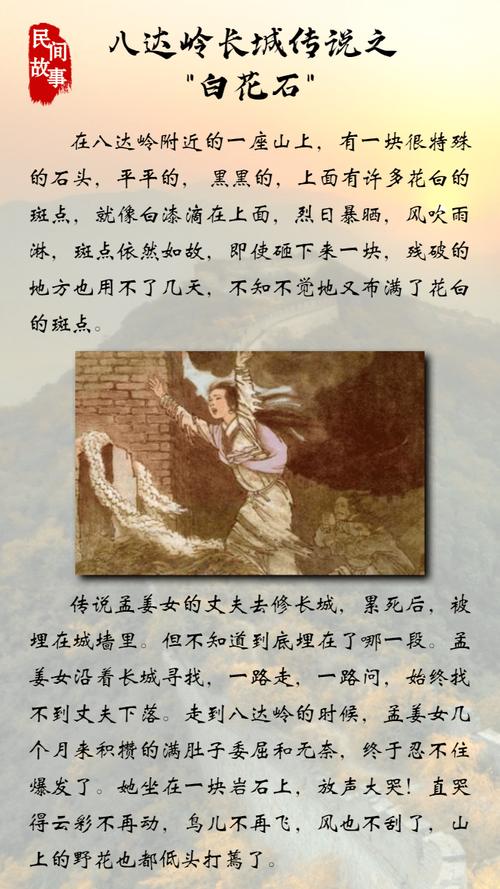 民间
故事
八达岭长城传说之
"白花石"
在八达岭附近的一座山上，有一块很特殊
的石头，平平的，黑黑的，上面有许多花白的
斑点，就像白漆滴在上面，烈日暴晒，风吹雨
淋，斑点依然如故，即使砸下来一块，残破的
地方也用不了几天，不知不觉地又布满了花白
的斑点。
传说孟姜女的丈夫去修长城，累死后，被
埋在城墙里。但不知道到底埋在了哪一段。孟
姜女沿着长城寻找，一路走，一路问，始终找
不到丈夫下落。走到八达岭的时候，孟姜女几
个月来积攒的满肚子委屈和无奈，终于忍不住
爆发了。她坐在一块岩石上，放声大哭！直哭
得云彩不再动，鸟儿不再飞，风也不刮了，山
上的野花也都低头打蔫了。